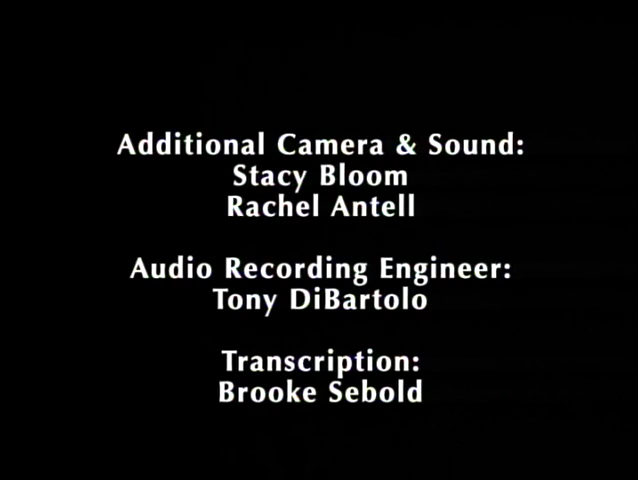 Additional Camera & Sound:
Stacy Bloom
Rachel Antell
Audio Recording Engineer:
Tony DiBartolo
Transcription:
Brooke Sebold